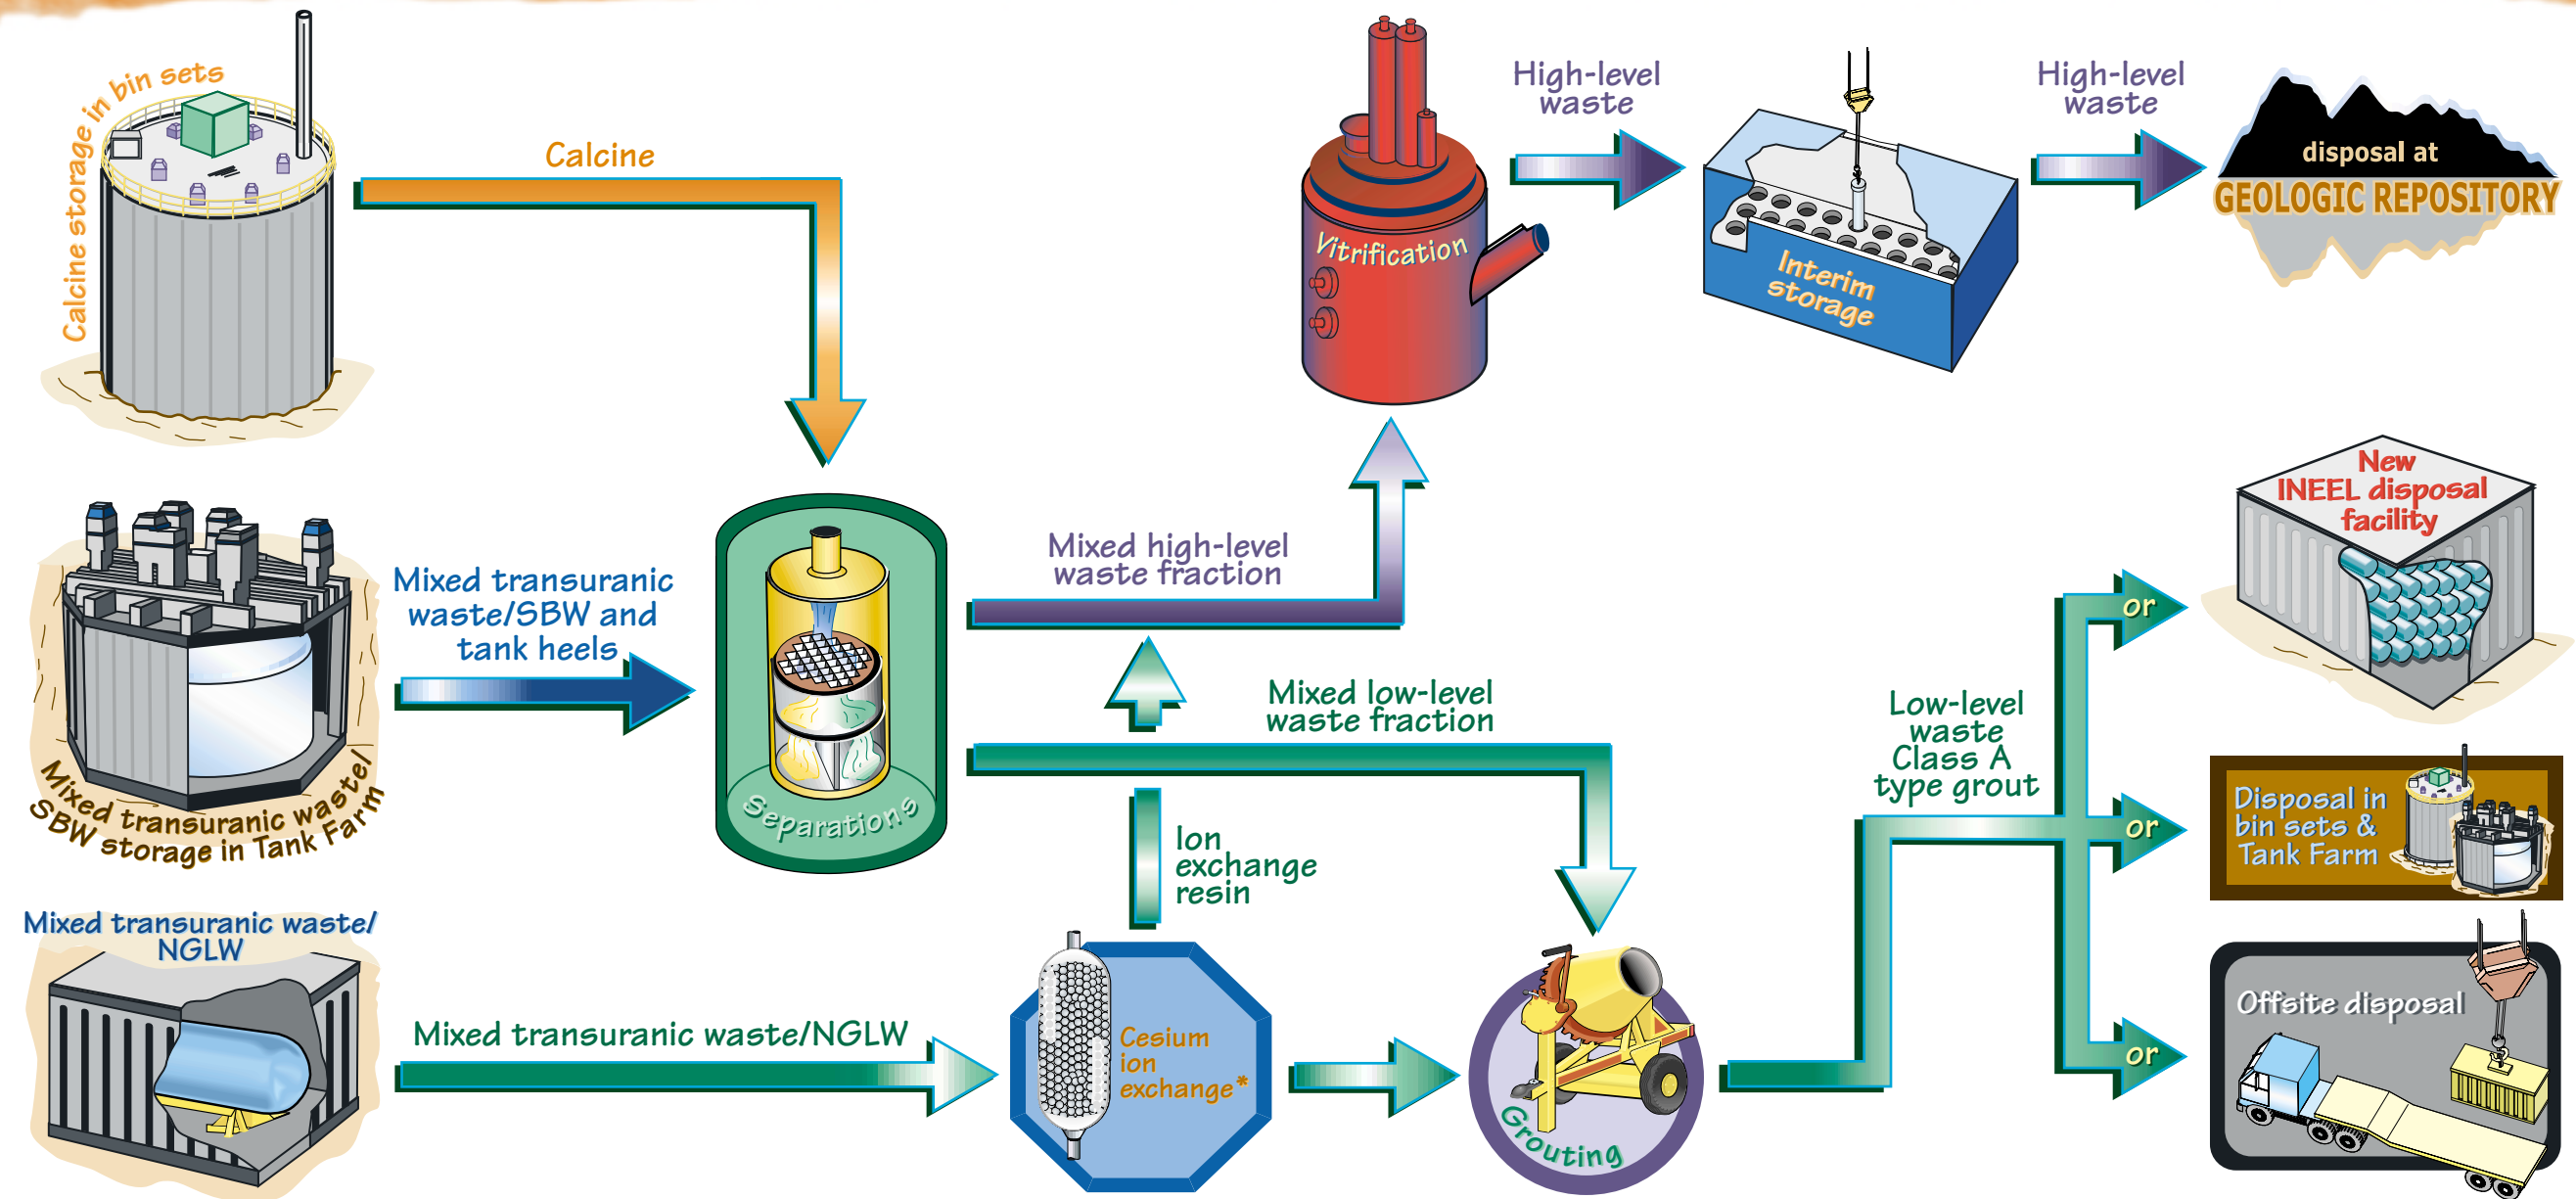 Calcine storage in bin sets
Calcine
High-level
waste
High-level
waste
disposal at
GEOLOGIC REPOSITORY
Vitrification
Interim
storage
Mixed transuranic
waste/SBW and
tank heels
Mixed transuranic waste/
SBW storage in Tank Farm
Separations
Mixed high-level
waste fraction
Mixed low-level
waste fraction
Ion
exchange
resin
Low-level
waste
Class A
type grout
or
or
or
New
INEEL disposal
facility
Disposal in
bin sets &
Tank Farm
Offsite disposal
Mixed transuranic waste/
NGLW
Mixed transuranic waste/NGLW
Cesium
ion
exchange*
Grouting